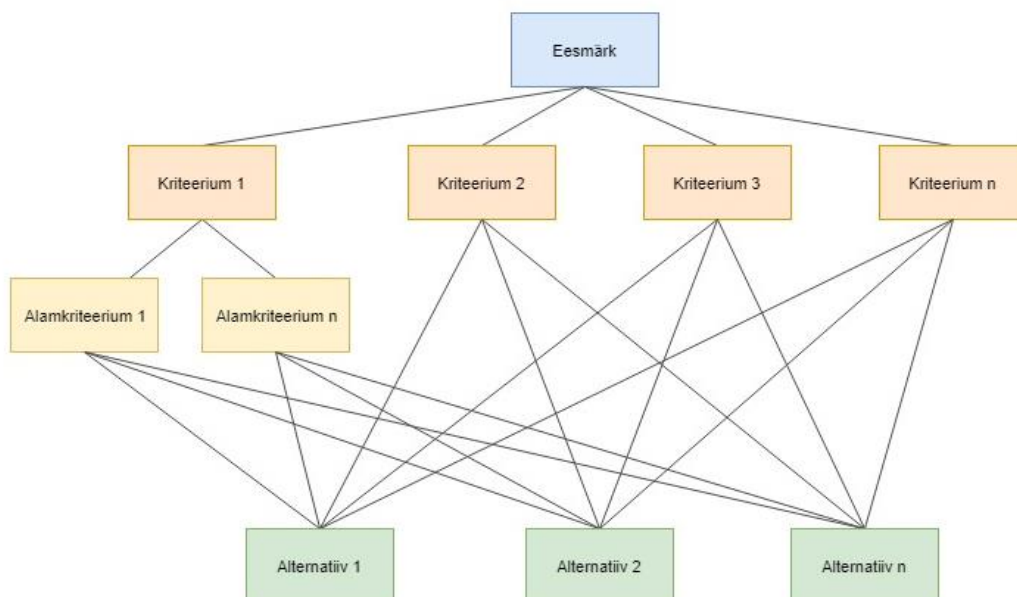 Eesmärk
Kriteerium 1
Kriteerium 2
Kriteerium 3
Kriteerium n
Alamkriteerium 1
Alamkriteerium n
Alternatiiv 1
Alternatiiv 2
Alternatiiv n